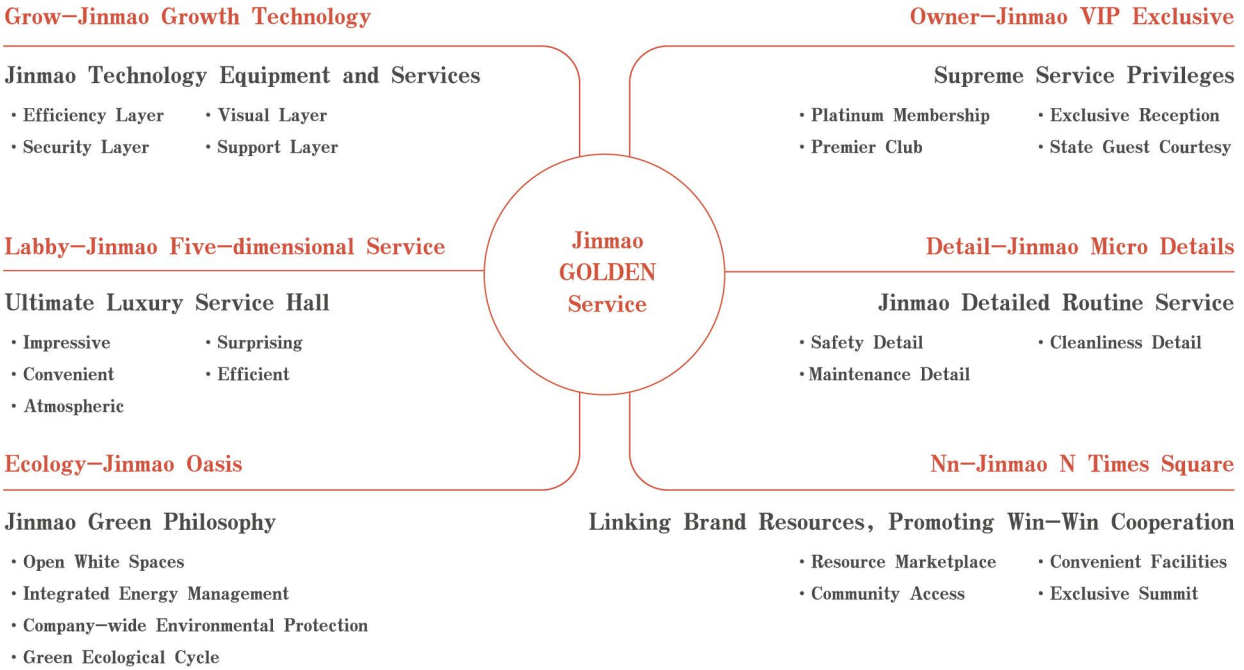 Grow—Jinmao Growth Technology
Jinmao Technology Equipment and Services
· Efficiency Layer · Visual Layer
· Security Layer · Support Layer
Labby—Jinmao Five-dimensional Service
Ultimate Luxury Service Hall
· Impressive · Surprising
· Convenient · Efficient
· Atmospheric
Ecology—Jinmao Oasis
Jinmao Green Philosophy
· Open White Spaces
· Integrated Energy Management
· Company-wide Environmental Protection
· Green Ecological Cycle
Jinmao
GOLDEN
Service
Owner—Jinmao VIP Exclusive
Supreme Service Privileges
· Platinum Membership · Exclusive Reception
· Premier Club · State Guest Courtesy
Detail—Jinmao Micro Details
Jinmao Detailed Routine Service
· Safety Detail · Cleanliness Detail
· Maintenance Detail
Nn—Jinmao N Times Square
Linking Brand Resources, Promoting Win-Win Cooperation
· Resource Marketplace · Convenient Facilities
· Community Access · Exclusive Summit